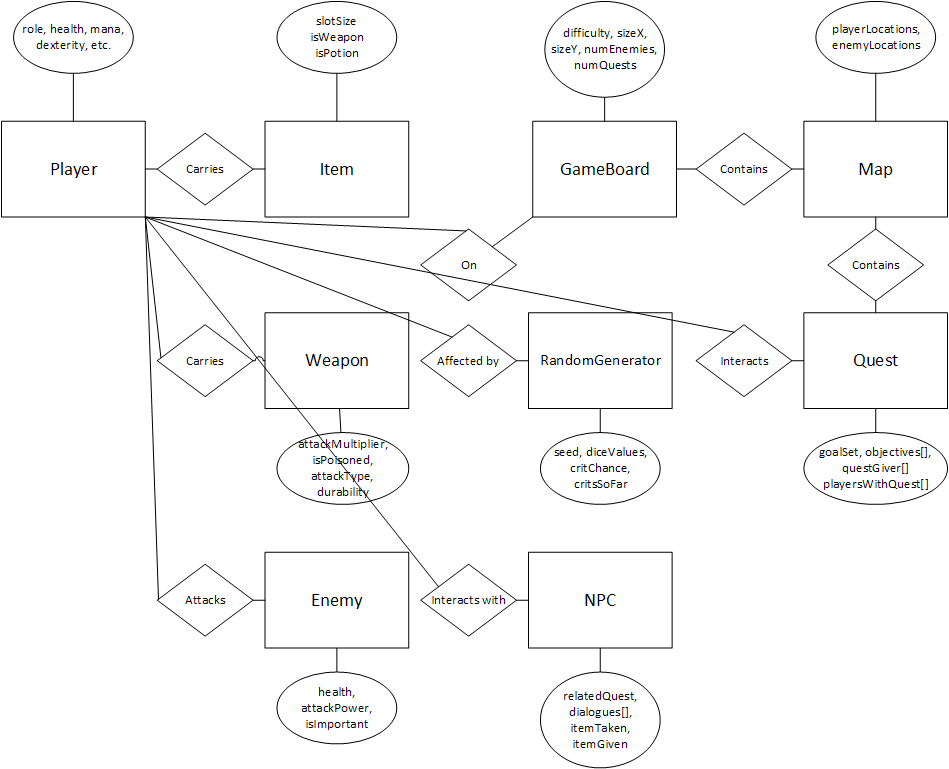 role, health, mana,
dexterity, etc.
slotSize
isWeapon
isPotion
difficulty, sizeX,
sizeY, numEnemies,
numQuests
playerLocations,
enemyLocations
Player
Carries
Item
GameBoard
Contains
Map
On
Contains
Carries
Weapon
Affected by
RandomGenerator
Interacts
Quest
attackMultiplier,
isPoisoned,
attackType,
durability
seed, diceValues,
critChance,
critsSoFar
goalSet, objectives[],
questGiver[]
playersWithQuest[]
Attacks
Enemy
Interacts with
NPC
health,
attackPower,
isImportant
relatedQuest,
dialogues[],
itemTaken,
itemGiven